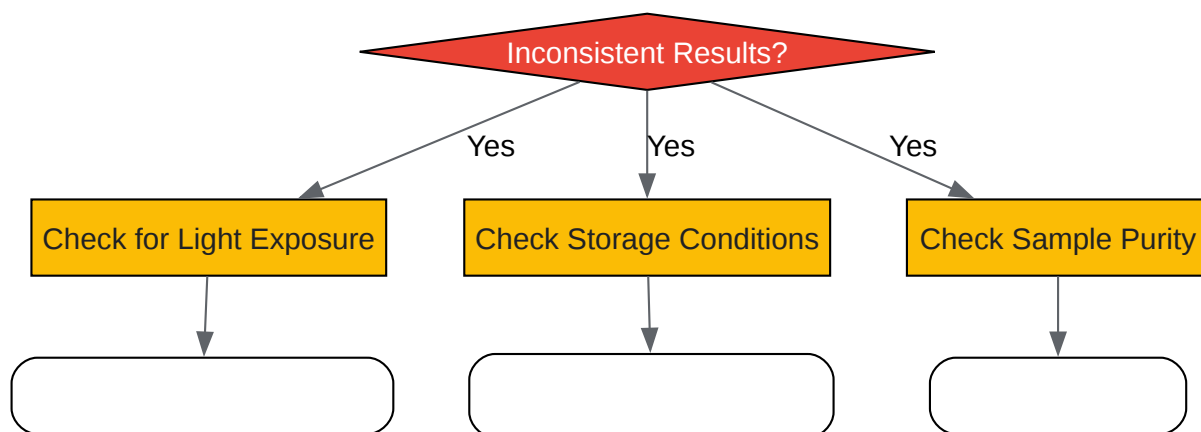 Inconsistent Results?
Yes
Yes
Yes
Check for Light Exposure
Check Storage Conditions
Check Sample Purity